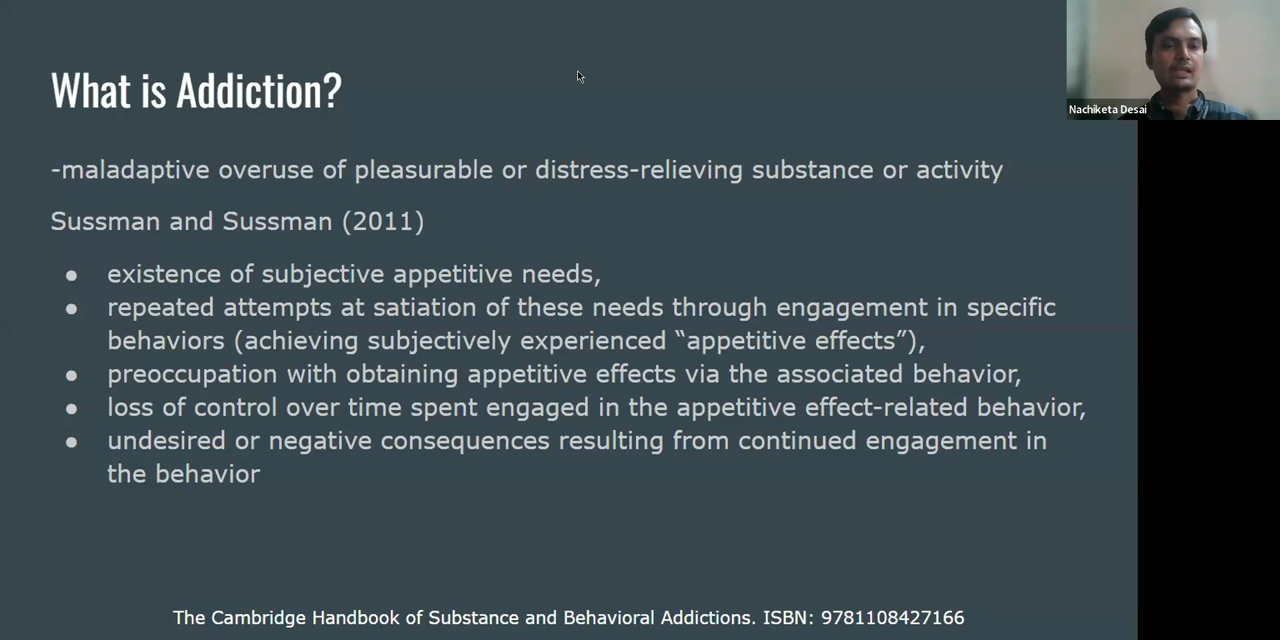 What is Addiction?
Nachiketa Desai
-maladaptive overuse of pleasurable or distress-relieving substance or activity
Sussman and Sussman (2011)
● existence of subjective appetitive needs,
● repeated attempts at satiation of these needs through engagement in specific
behaviors (achieving subjectively experienced “appetitive effects”),
● preoccupation with obtaining appetitive effects via the associated behavior,
● loss of control over time spent engaged in the appetitive effect-related behavior,
● undesired or negative consequences resulting from continued engagement in
the behavior
The Cambridge Handbook of Substance and Behavioral Addictions. ISBN: 9781108427166